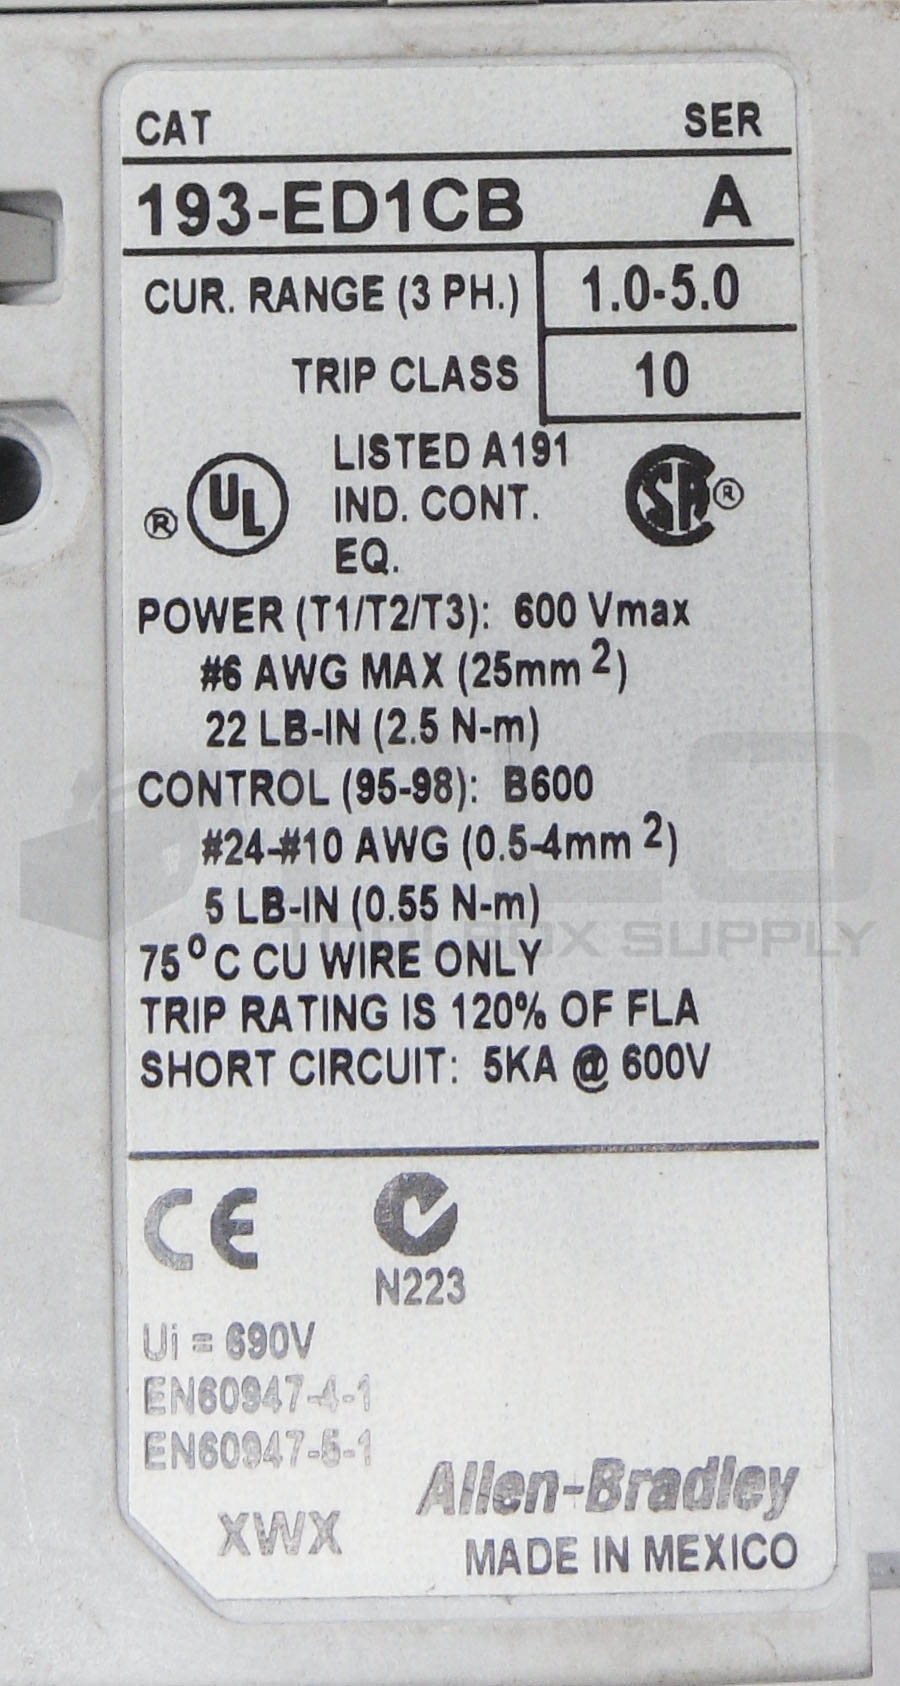 CAT SER
193-ED1CB A
CUR. RANGE (3 PH.) 1.0-5.0
TRIP CLASS 10
® UL LISTED A191 SA ®
IND. CONT.
EQ.
POWER (T1/T2/T3): 600 Vmax
#6 AWG MAX (25mm 2)
22 LB-IN (2.5 N-m)
CONTROL (95-98): B600
#24-#10 AWG (0.5-4mm 2)
5 LB-IN (0.55 N-m)
TOOLBOX SUPPLY
75°C CU WIRE ONLY
TRIP RATING IS 120% OF FLA
SHORT CIRCUIT: 5KA @ 600V
CE
N223
Ui = 690V
EN60947-4-1
EN60947-5-1
XWX
Allen-Bradley
MADE IN MEXICO